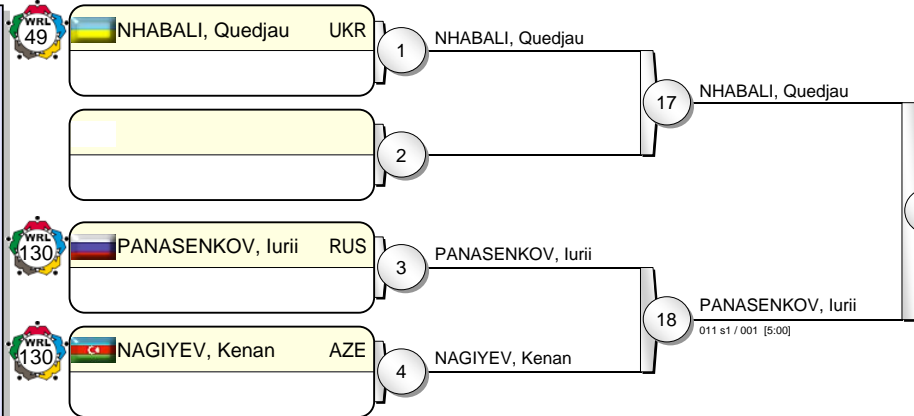 WRL
49
NHABALI, Quedjau UKR
1
NHABALI, Quedjau
17
NHABALI, Quedjau
2
WRL
130
PANASENKOV, Iurii RUS
3
PANASENKOV, Iurii
18
PANASENKOV, Iurii
011 s1 / 001 [5:00]
WRL
130
NAGIYEV, Kenan AZE
4
NAGIYEV, Kenan